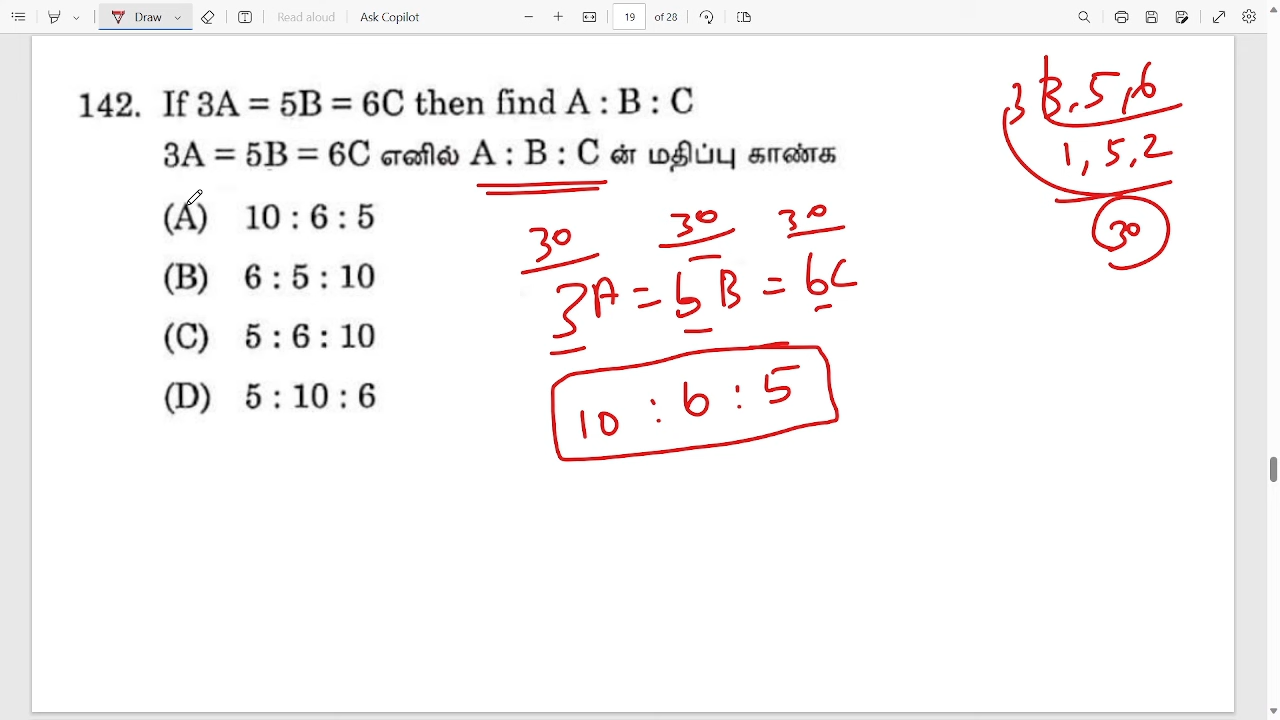 Draw
Read aloud
Ask Copilot
19 of 28
142. If 3A = 5B = 6C then find A : B : C
3A = 5B = 6C எனில் A : B : C ன் மதிப்பு காண்க
(A) 10 : 6 : 5
(B) 6 : 5 : 10
(C) 5 : 6 : 10
(D) 5 : 10 : 6
30 30 30
3A = 5B = 6C
10 : 6 : 5
3 3, 5, 6
1, 5, 2
30